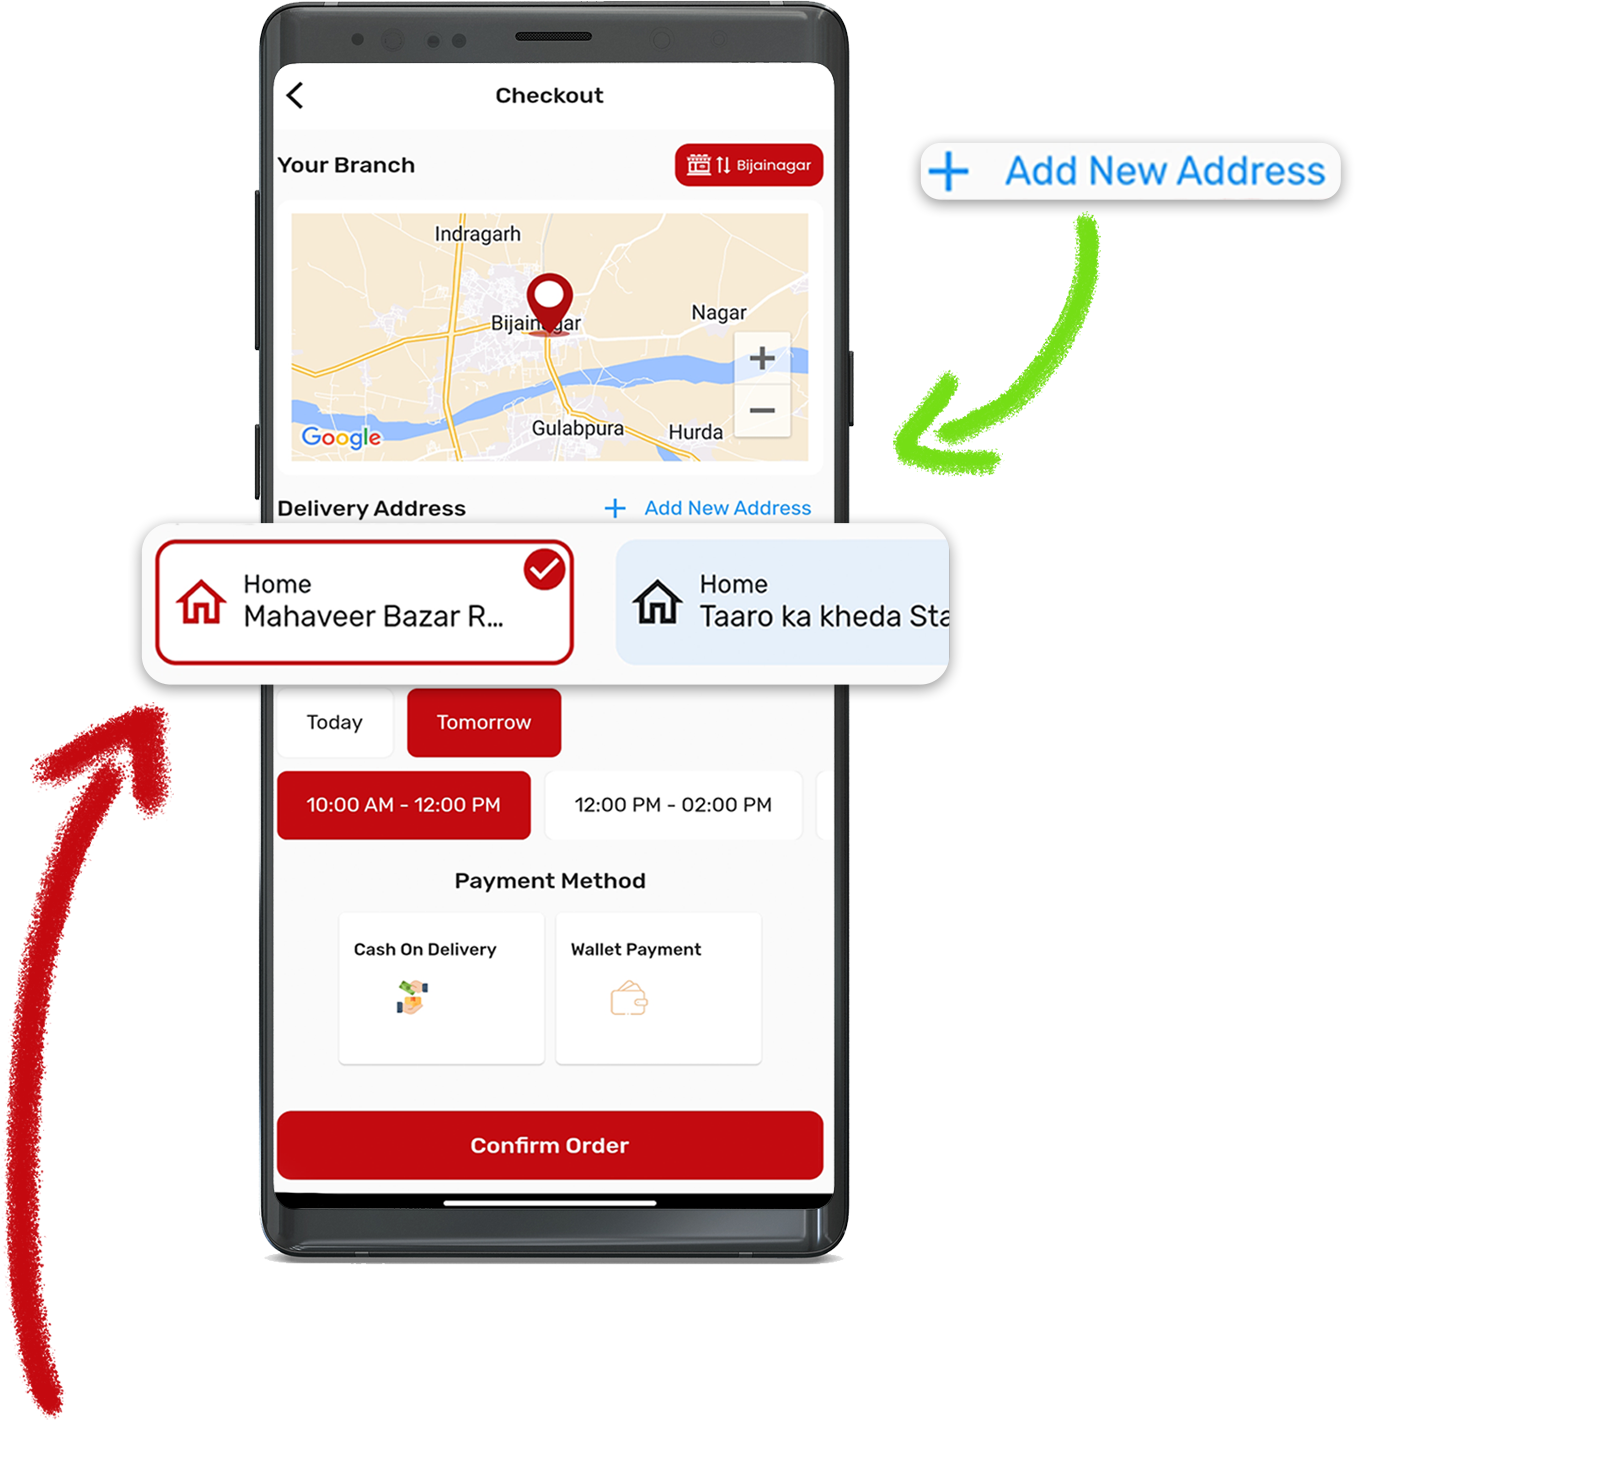 Checkout
Your Branch
Bijainagar
Add New Address
Indragarh
Nagar
Bijainagar
Gulabpura
Hurda
Google
Delivery Address
Add New Address
Home
Mahaveer Bazar R...
Home
Taaro ka kheda Sta
Today
Tomorrow
10:00 AM - 12:00 PM
12:00 PM - 02:00 PM
Payment Method
Cash On Delivery
Wallet Payment
Confirm Order